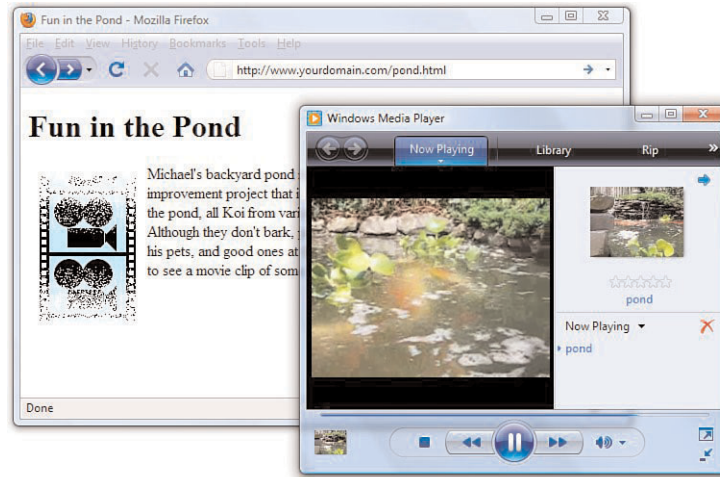 Fun in the Pond - Mozilla Firefox
File Edit View History Bookmarks Tools Help
http://www.yourdomain.com/pond.html
Fun in the Pond
Michael's backyard pond
improvement project that
the pond, all Koi from
Although they don't bark,
his pets, and good ones at
to see a movie clip of
Done
Windows Media Player
Now Playing Library Rip »
pond
Now Playing
pond